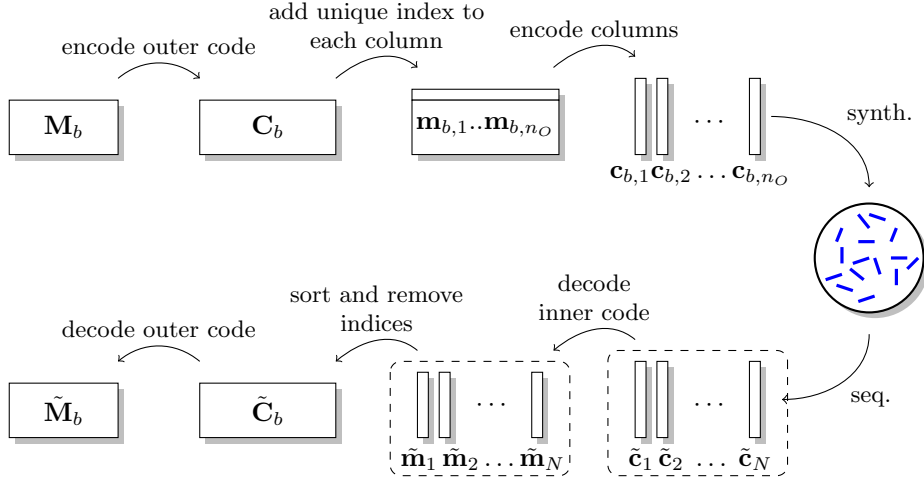 add unique index to
each column
encode outer code
encode columns
M_b
C_b
m_{b,1}..m_{b,n_O}
...
synth.
c_{b,1} c_{b,2} ... c_{b,n_O}
decode
inner code
sort and remove
indices
decode outer code
M̃_b
C̃_b
...
...
seq.
m̃_1 m̃_2 ... m̃_N
c̃_1 c̃_2 ... c̃_N